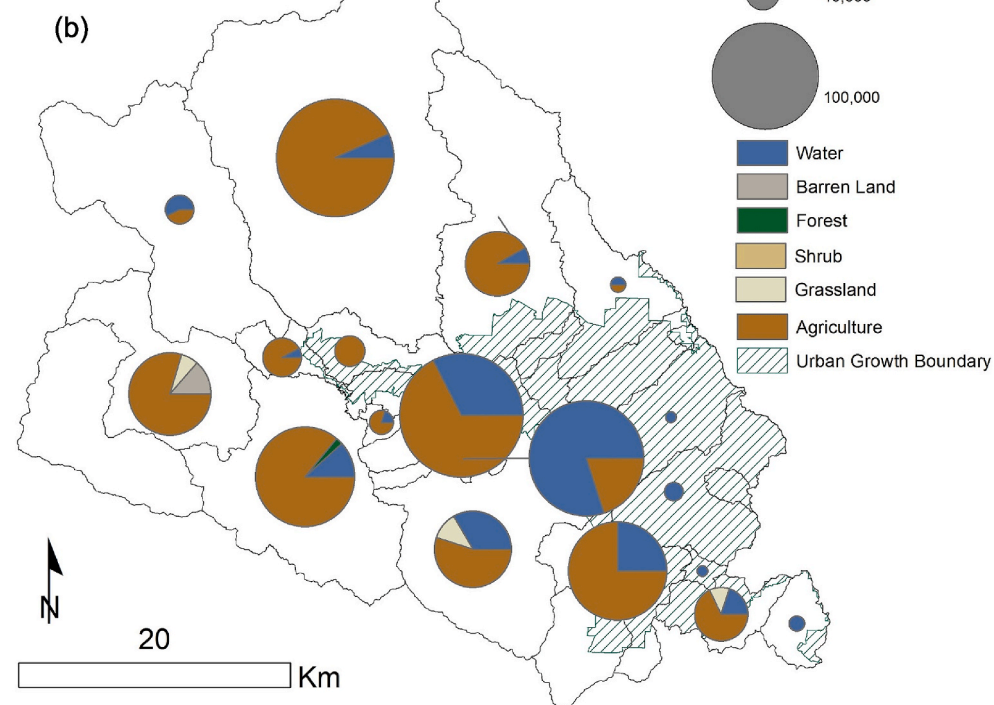 (b)
100,000
Water
Barren Land
Forest
Shrub
Grassland
Agriculture
Urban Growth Boundary
N
20
Km